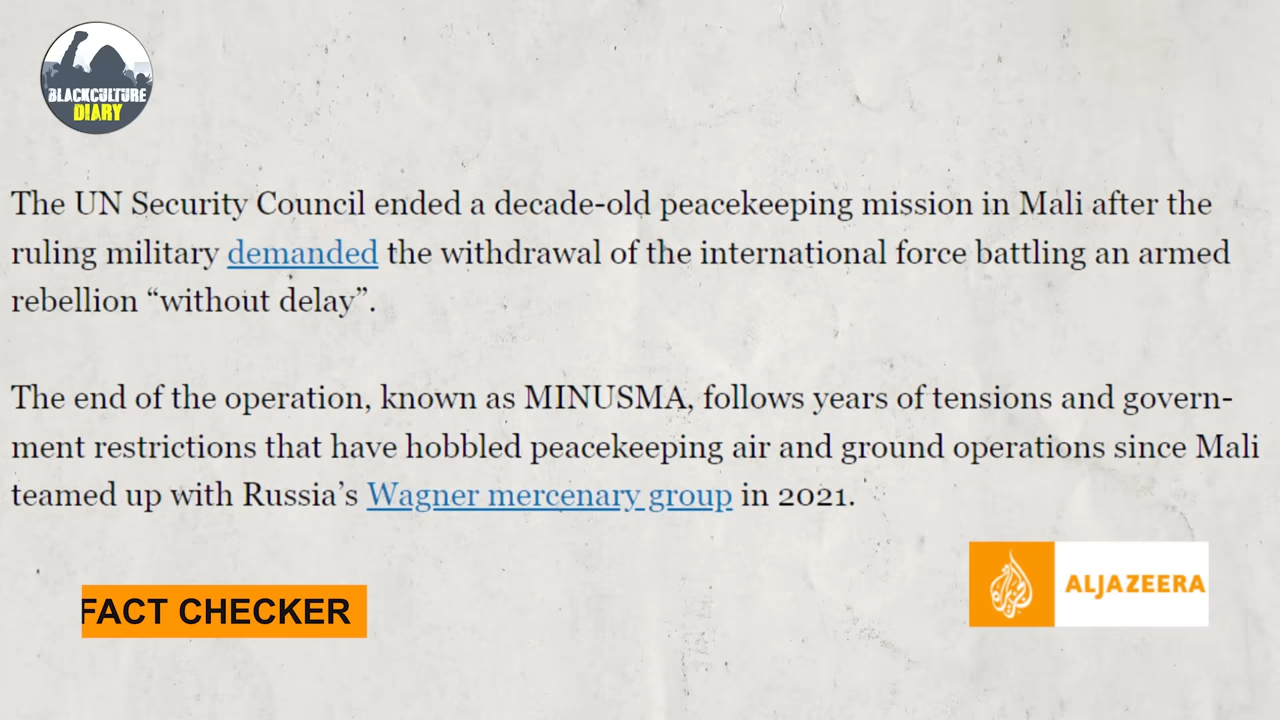 BLACKCULTURE
DIARY
The UN Security Council ended a decade-old peacekeeping mission in Mali after the
ruling military demanded the withdrawal of the international force battling an armed
rebellion “without delay”.
The end of the operation, known as MINUSMA, follows years of tensions and govern-
ment restrictions that have hobbled peacekeeping air and ground operations since Mali
teamed up with Russia’s Wagner mercenary group in 2021.
ALJAZEERA
FACT CHECKER